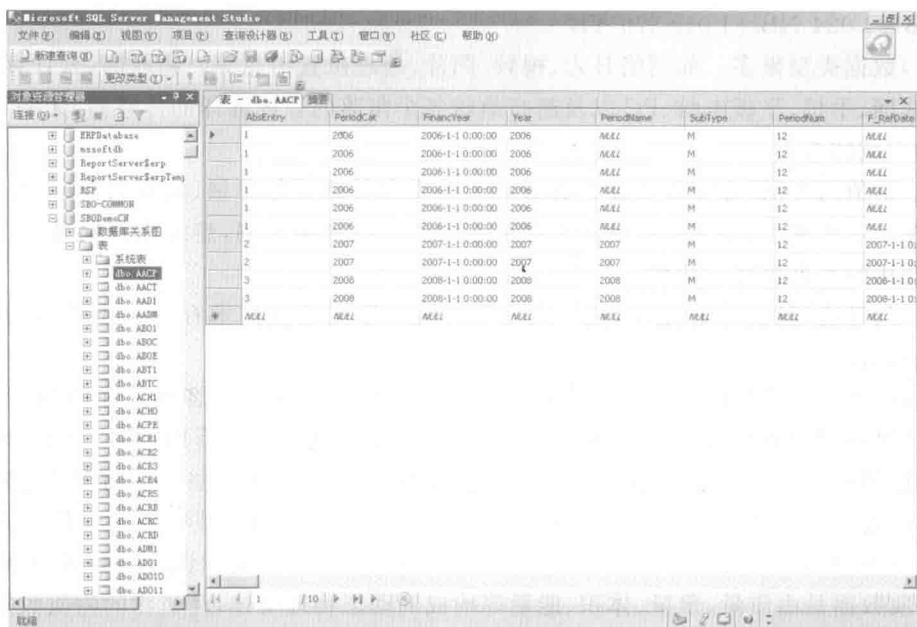 Microsoft SQL Server Management Studio
文件(F) 编辑(E) 视图(V) 项目(P) 查询设计器(R) 工具(T) 窗口(W) 社区(C) 帮助(H)
新建查询(N)
更改类型(Y)
对象资源管理器
表 - dbo.AACP 摘要
连接(O)
AbsEntry PeriodCat FinancYear Year PeriodName SubType PeriodNum F_RefDate
1 2006 2006-1-1 0:00:00 2006 NULL M 12 NULL
1 2006 2006-1-1 0:00:00 2006 NULL M 12 NULL
1 2006 2006-1-1 0:00:00 2006 NULL M 12 NULL
1 2006 2006-1-1 0:00:00 2006 NULL M 12 NULL
1 2006 2006-1-1 0:00:00 2006 NULL M 12 NULL
1 2006 2006-1-1 0:00:00 2006 NULL M 12 NULL
2 2007 2007-1-1 0:00:00 2007 2007 M 12 2007-1-1 0:
2 2007 2007-1-1 0:00:00 2007 2007 M 12 2007-1-1 0:
3 2008 2008-1-1 0:00:00 2008 2008 M 12 2008-1-1 0:
3 2008 2008-1-1 0:00:00 2008 2008 M 12 2008-1-1 0:
NULL NULL NULL NULL NULL NULL NULL NULL
ERPDatabase
mssoftdb
ReportServer$erp
ReportServer$erpTemp
RSP
SBO-COMMON
SBODemoCN
数据库关系图
表
系统表
dbo.AACP
dbo.AACT
dbo.AAD1
dbo.AADM
dbo.ABO1
dbo.ABOC
dbo.ABOE
dbo.ABT1
dbo.ABTC
dbo.ACH1
dbo.ACHO
dbo.ACPR
dbo.ACR1
dbo.ACR2
dbo.ACR3
dbo.ACR4
dbo.ACR5
dbo.ACRB
dbo.ACRC
dbo.ACRD
dbo.ADM1
dbo.ADO1
dbo.ADO10
dbo.ADO11
1 /10
就绪